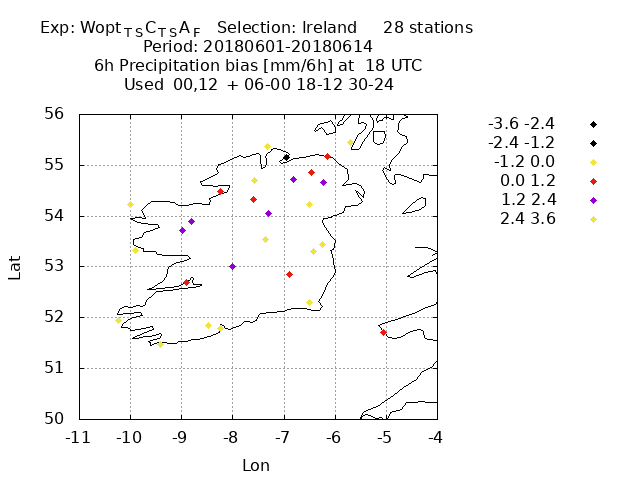 Exp: WoptTSCTSAF Selection: Ireland 28 stations
Period: 20180601-20180614
6h Precipitation bias [mm/6h] at 18 UTC
Used 00,12 + 06-00 18-12 30-24
-3.6 -2.4
-2.4 -1.2
-1.2 0.0
0.0 1.2
1.2 2.4
2.4 3.6
56
55
54
53
52
51
50
Lat
-11 -10 -9 -8 -7 -6 -5 -4
Lon